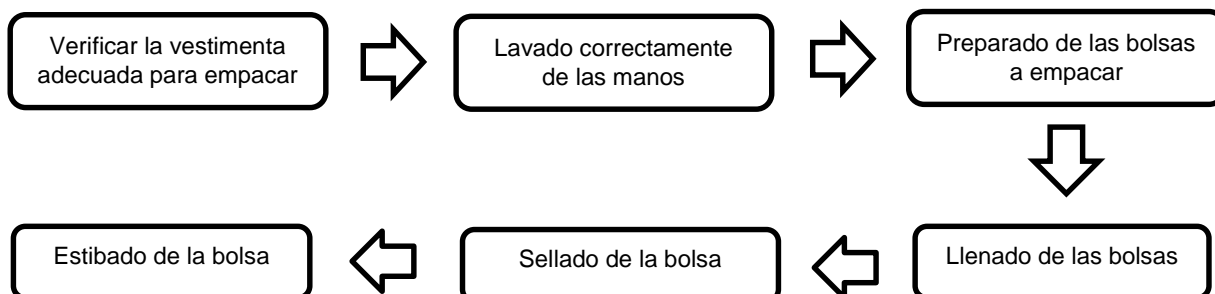 Verificar la vestimenta
adecuada para empacar
Lavado correctamente
de las manos
Preparado de las bolsas
a empacar
Llenado de las bolsas
Sellado de la bolsa
Estibado de la bolsa